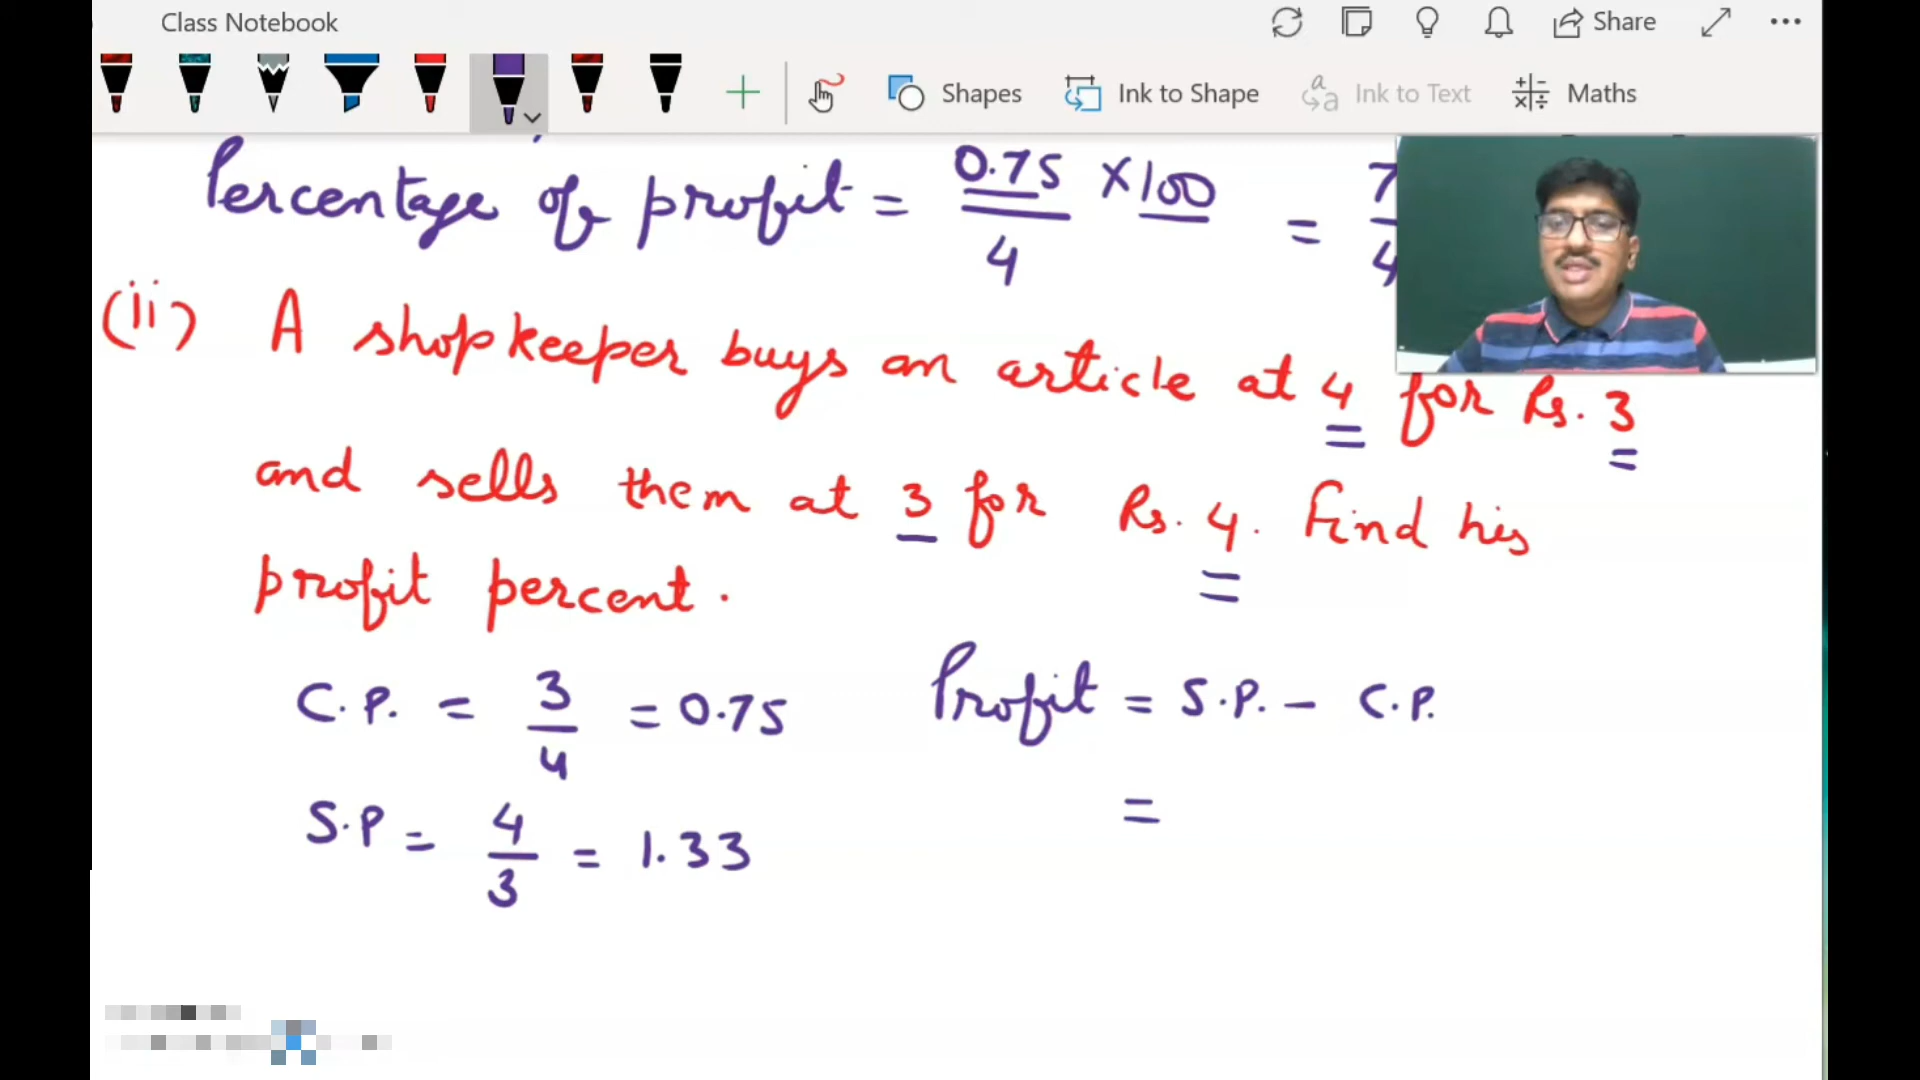 Class Notebook
Share
Shapes
Ink to Shape
Ink to Text
Maths
Percentage of profit = 0.75/4 × 100 = 7 / 4
(ii) A shopkeeper buys an article at 4 for Rs. 3
and sells them at 3 for Rs. 4. Find his
profit percent.
C.P. = 3/4 = 0.75
Profit = S.P. - C.P.
=
S.P = 4/3 = 1.33